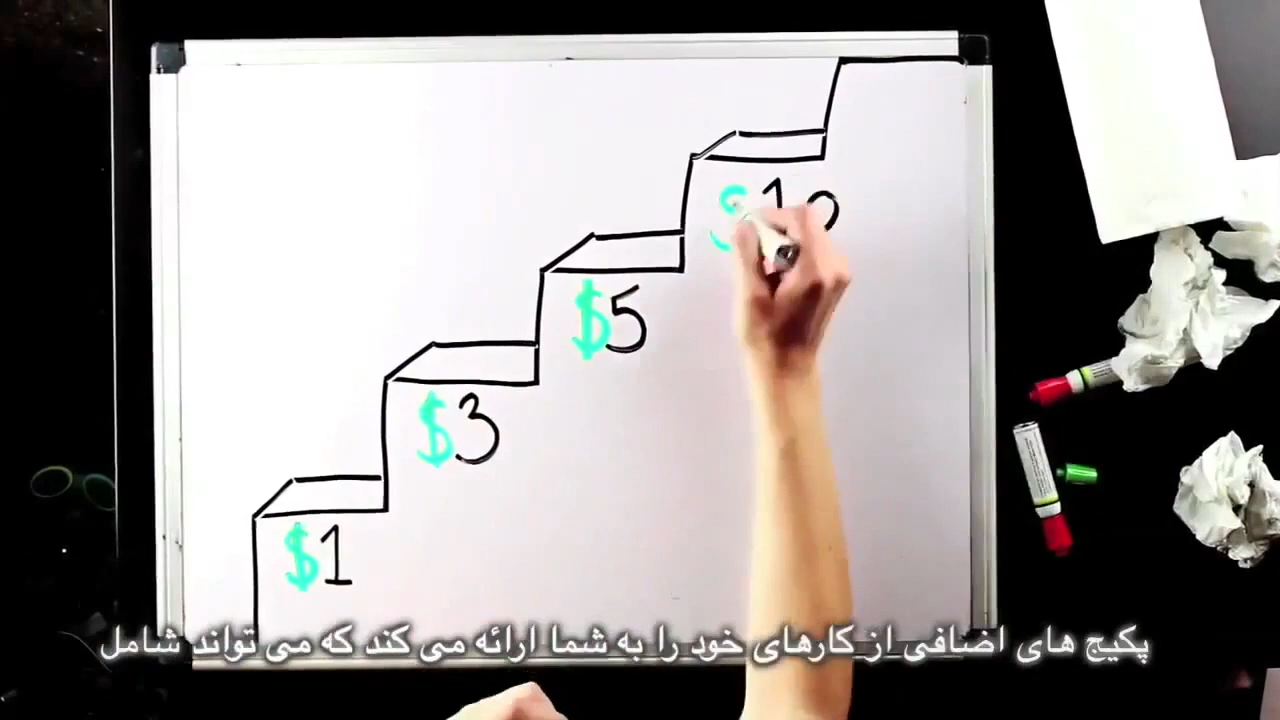 $5
$3
$1
پکیج های اضافی از کارهای خود را به شما ارائه می کند که می تواند شامل